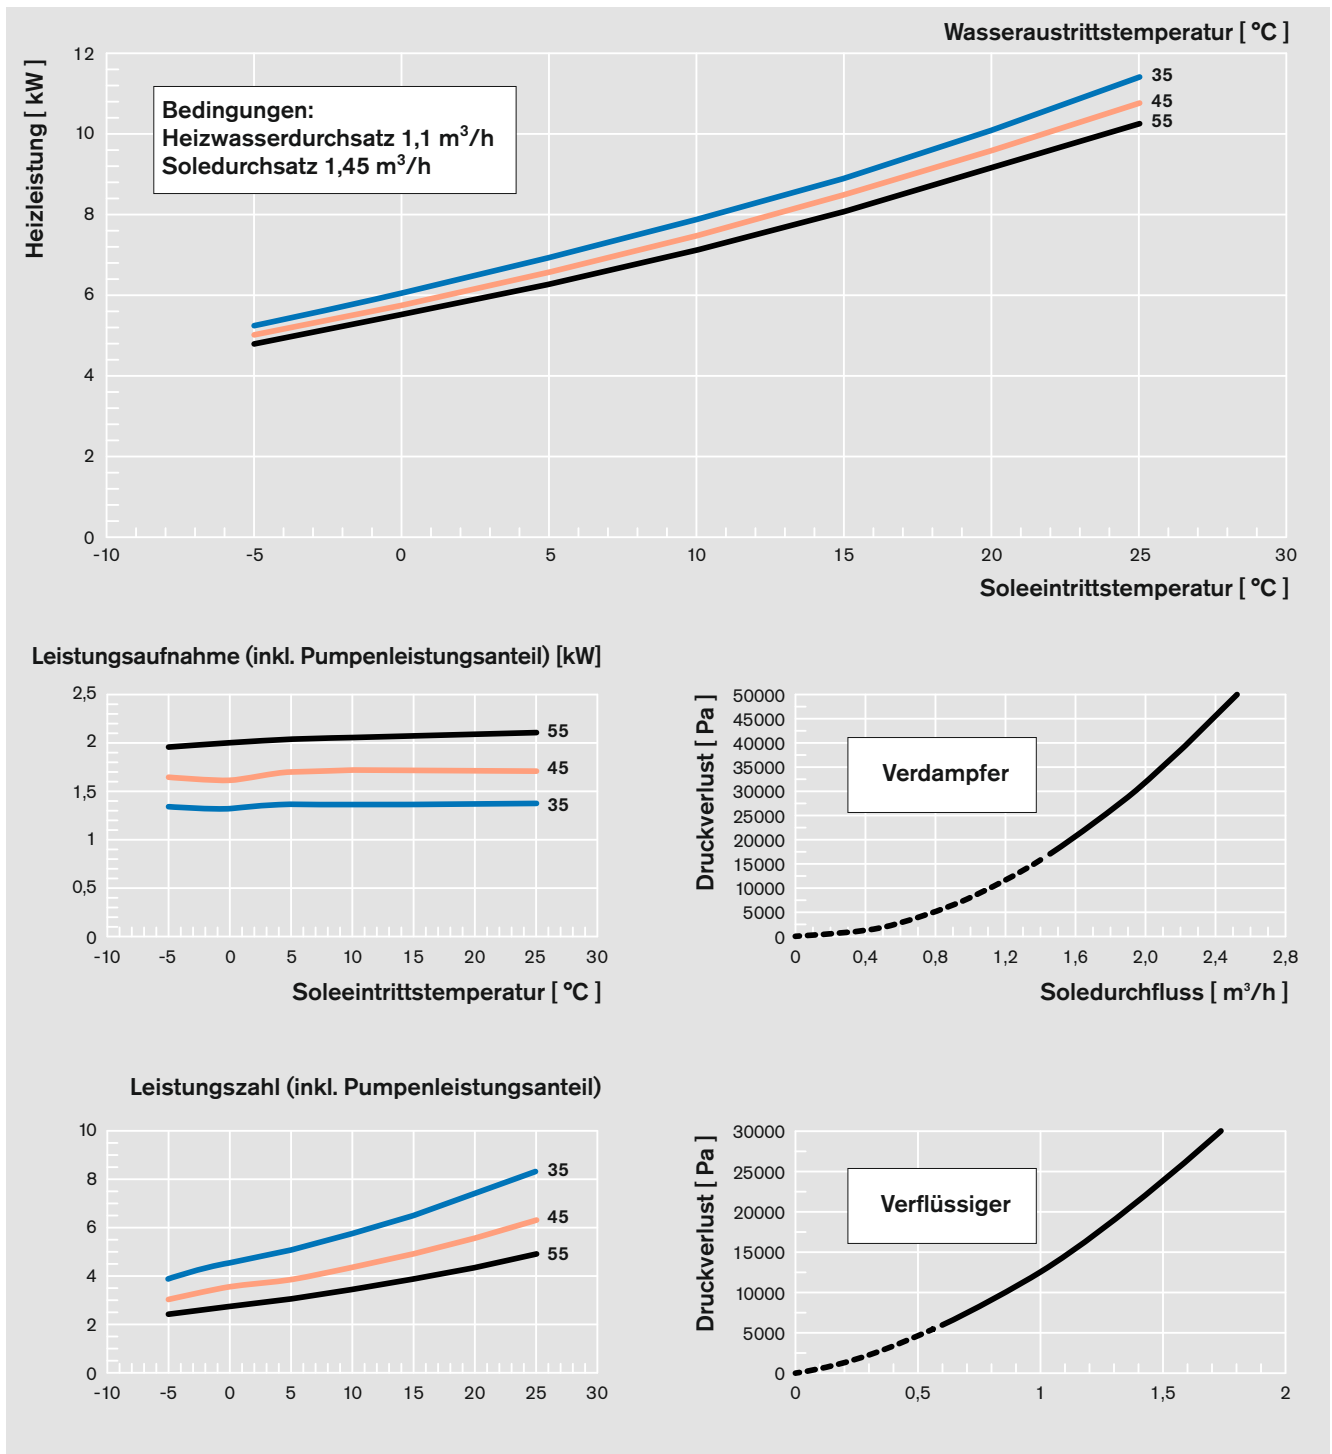 Wasseraustrittstemperatur [ °C ]
Heizleistung [ kW ]
12
10
8
6
4
2
0
Bedingungen:
Heizwasserdurchsatz 1,1 m³/h
Soledurchsatz 1,45 m³/h
35
45
55
-10 -5 0 5 10 15 20 25 30
Soleeintrittstemperatur [ °C ]
Leistungsaufnahme (inkl. Pumpenleistungsanteil) [kW]
2,5
2
1,5
1
0,5
0
55
45
35
-10 -5 0 5 10 15 20 25 30
Soleeintrittstemperatur [ °C ]
Druckverlust [ Pa ]
50000
45000
40000
35000
30000
25000
20000
15000
10000
5000
0
Verdampfer
0 0,4 0,8 1,2 1,6 2,0 2,4 2,8
Soledurchfluss [ m³/h ]
Leistungszahl (inkl. Pumpenleistungsanteil)
10
8
6
4
2
0
35
45
55
-10 -5 0 5 10 15 20 25 30
Druckverlust [ Pa ]
30000
25000
20000
15000
10000
5000
0
Verflüssiger
0 0,5 1 1,5 2